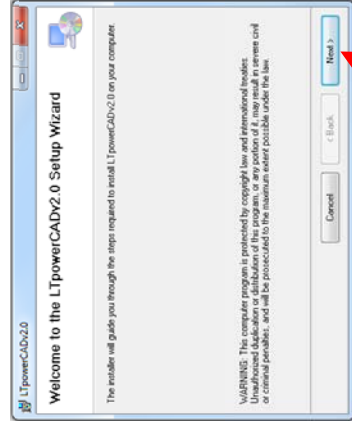 LTpowerCADv2.0
Welcome to the LTpowerCADv2.0 Setup Wizard
The installer will guide you through the steps required to install LTpowerCADv2.0 on your computer.
WARNING: This computer program is protected by copyright law and international treaties.
Unauthorized duplication or distribution of this program, or any portion of it, may result in severe civil
or criminal penalties, and will be prosecuted to the maximum extent possible under the law.
Cancel
< Back
Next >